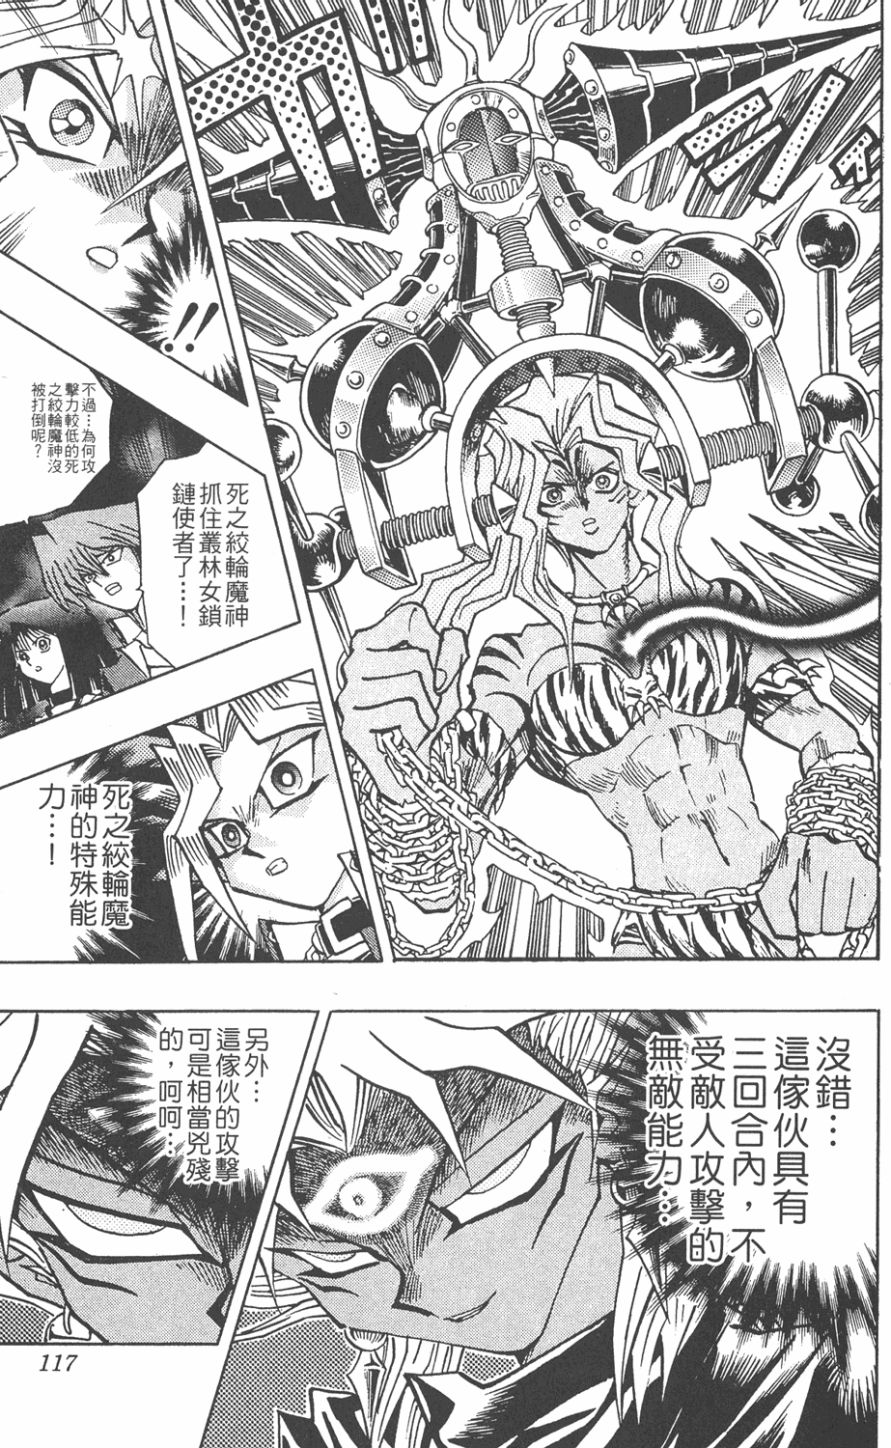 ガ
!!
死之絞輪魔神
抓住叢林女鎖
鏈使者了…!
不過…為何攻
擊力較低的死
之絞輪魔神沒
被打倒呢?
死之絞輪魔
神的特殊能
力…!
沒錯…
這傢伙具有
三回合內,不
受敵人攻擊的
無敵能力…
另外…
這傢伙的攻擊
可是相當兇殘
的,呵呵…
117